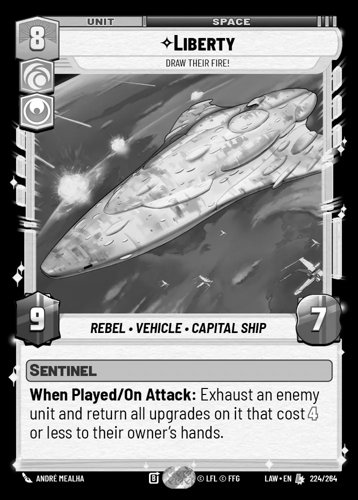 UNIT
SPACE
8
✧LIBERTY
DRAW THEIR FIRE!
9
7
REBEL • VEHICLE • CAPITAL SHIP
SENTINEL
When Played/On Attack: Exhaust an enemy
unit and return all upgrades on it that cost 4
or less to their owner's hands.
ANDRÉ MEALHA
© LFL © FFG
LAW • EN
224/264